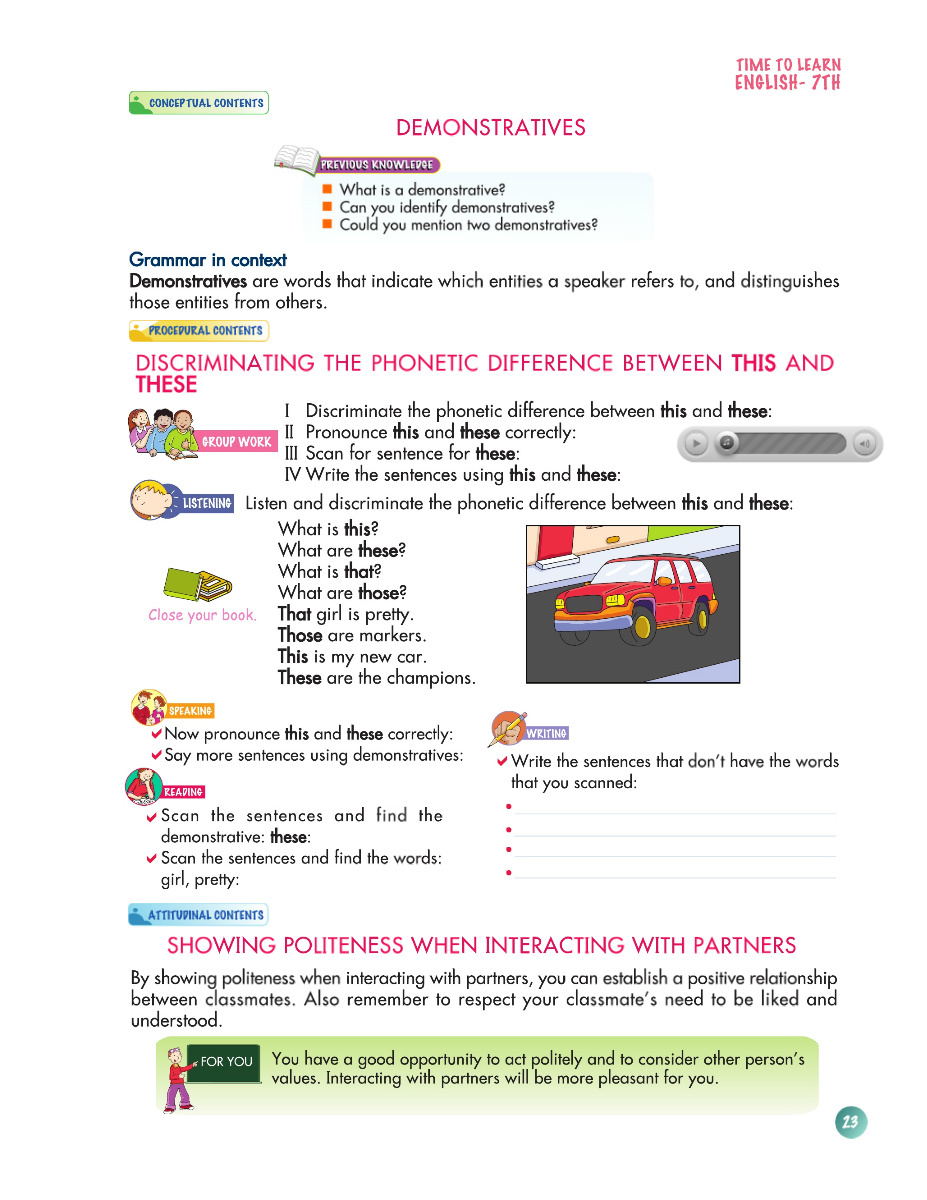 TIME TO LEARN
ENGLISH- 7TH
CONCEPTUAL CONTENTS
DEMONSTRATIVES
PREVIOUS KNOWLEDGE
What is a demonstrative?
Can you identify demonstratives?
Could you mention two demonstratives?
Grammar in context
Demonstratives are words that indicate which entities a speaker refers to, and distinguishes
those entities from others.
PROCEDURAL CONTENTS
DISCRIMINATING THE PHONETIC DIFFERENCE BETWEEN THIS AND
THESE
GROUP WORK
I Discriminate the phonetic difference between this and these:
II Pronounce this and these correctly:
III Scan for sentence for these:
IV Write the sentences using this and these:
LISTENING
Listen and discriminate the phonetic difference between this and these:
What is this?
What are these?
What is that?
What are those?
Close your book.
That girl is pretty.
Those are markers.
This is my new car.
These are the champions.
SPEAKING
Now pronounce this and these correctly:
Say more sentences using demonstratives:
READING
Scan the sentences and find the
demonstrative: these:
Scan the sentences and find the words:
girl, pretty:
WRITING
Write the sentences that don't have the words
that you scanned:
ATTITUDINAL CONTENTS
SHOWING POLITENESS WHEN INTERACTING WITH PARTNERS
By showing politeness when interacting with partners, you can establish a positive relationship
between classmates. Also remember to respect your classmate's need to be liked and
understood.
FOR YOU
You have a good opportunity to act politely and to consider other person's
values. Interacting with partners will be more pleasant for you.
23